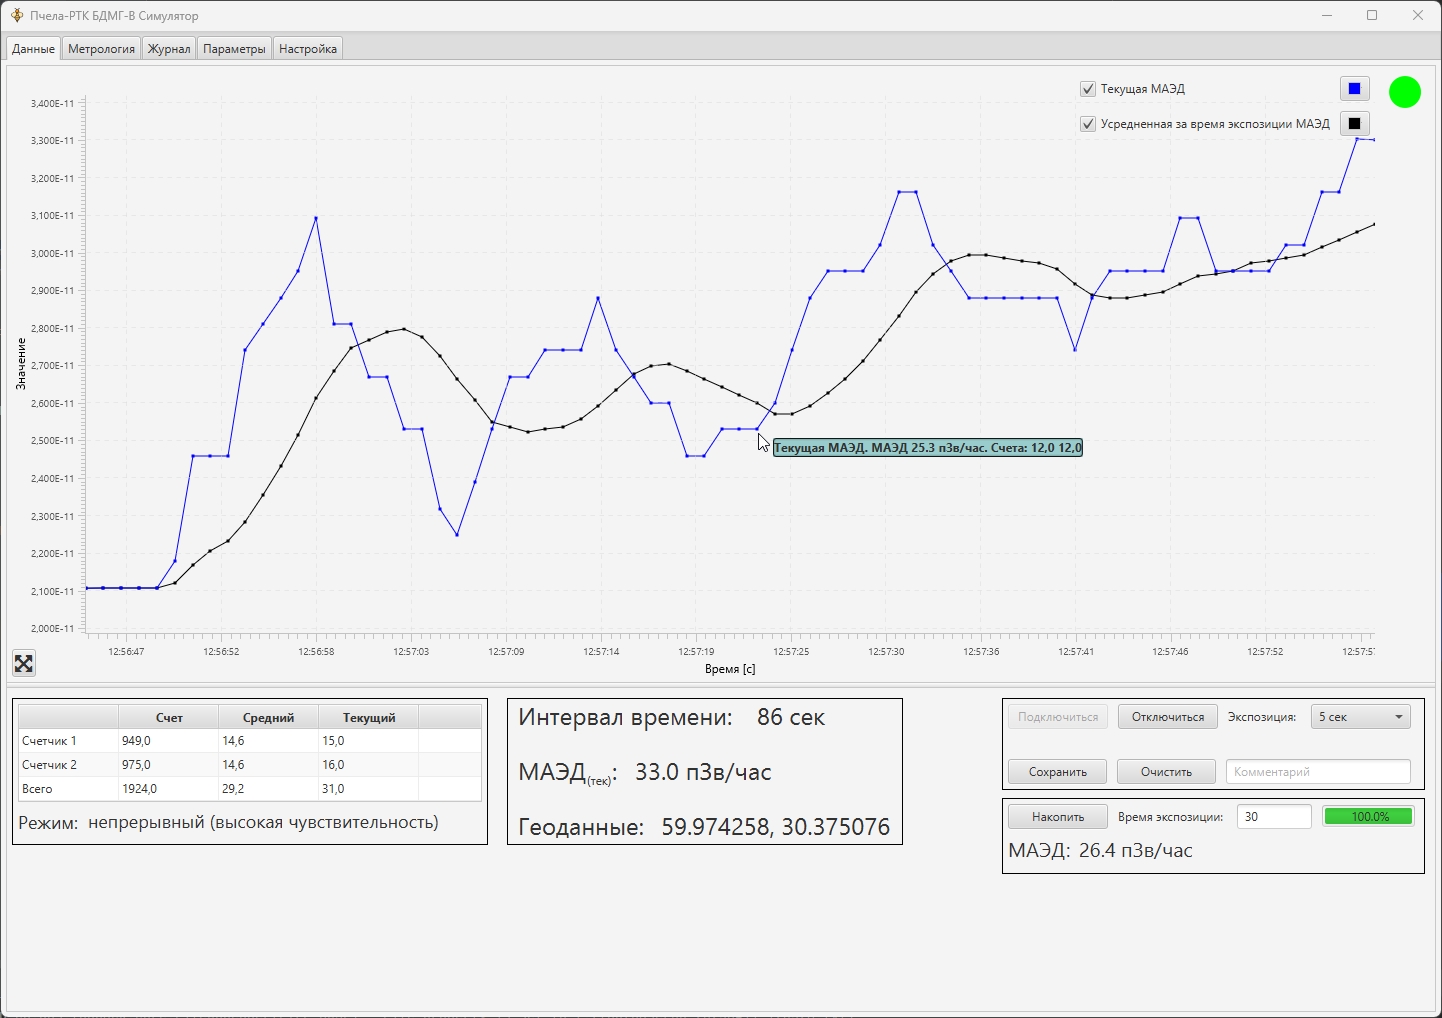 Пчела-РТК БДМГ-В Симулятор
Данные Метрология Журнал Параметры Настройка
Текущая МАЭД
Усредненная за время экспозиции МАЭД
3,400E-11
3,300E-11
3,200E-11
3,100E-11
3,000E-11
2,900E-11
2,800E-11
2,700E-11
2,600E-11
2,500E-11
2,400E-11
2,300E-11
2,200E-11
2,100E-11
2,000E-11
Значение
Текущая МАЭД. МАЭД 25.3 пЗв/час. Счета: 12,0 12,0
12:56:47 12:56:52 12:56:58 12:57:03 12:57:09 12:57:14 12:57:19 12:57:25 12:57:30 12:57:36 12:57:41 12:57:46 12:57:52 12:57:5
Время [с]
Счет Средний Текущий
Счетчик 1 949,0 14,6 15,0
Счетчик 2 975,0 14,6 16,0
Всего 1924,0 29,2 31,0
Режим: непрерывный (высокая чувствительность)
Интервал времени: 86 сек
МАЭД(тек): 33.0 пЗв/час
Геоданные: 59.974258, 30.375076
Подключиться Отключиться Экспозиция: 5 сек
Сохранить Очистить Комментарий
Накопить Время экспозиции: 30 100.0%
МАЭД: 26.4 пЗв/час